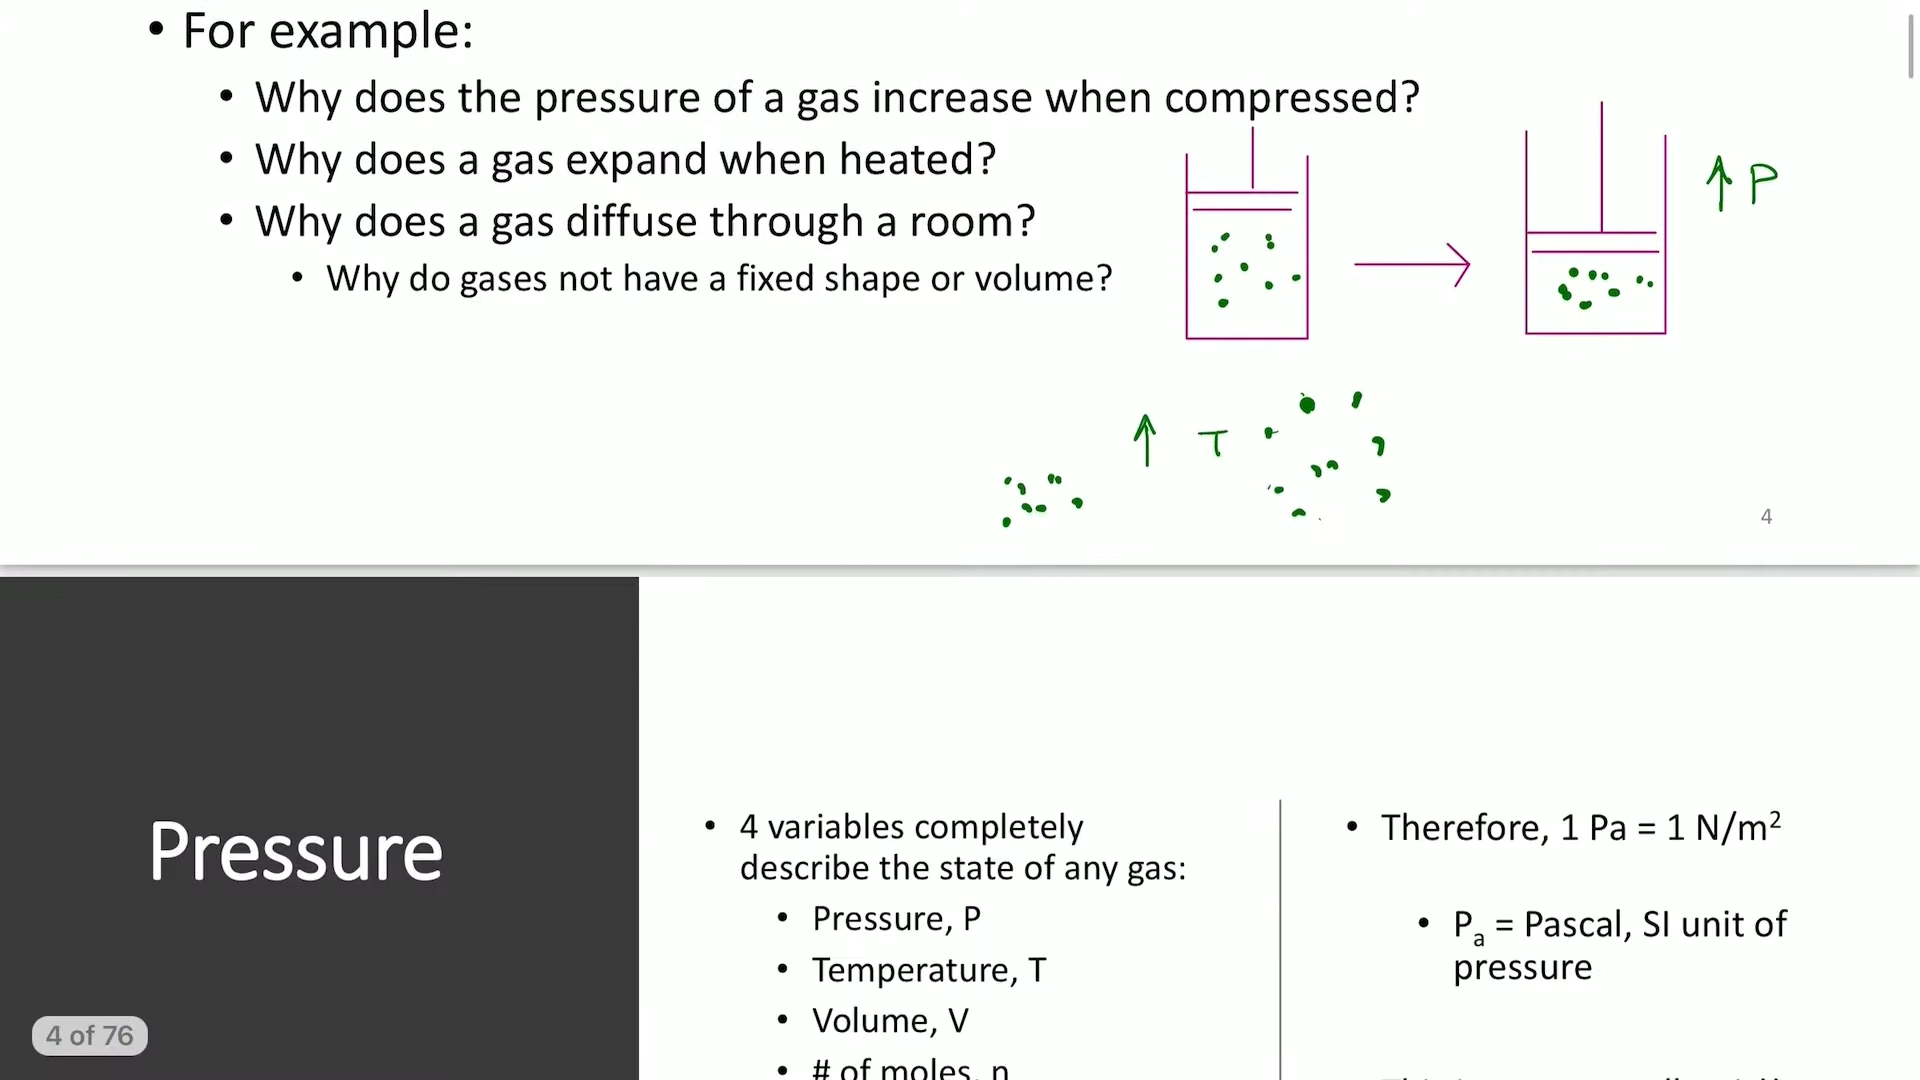 • For example:
• Why does the pressure of a gas increase when compressed?
• Why does a gas expand when heated?
• Why does a gas diffuse through a room?
• Why do gases not have a fixed shape or volume?
↑ P
↑ T
4
Pressure
• 4 variables completely
describe the state of any gas:
• Pressure, P
• Temperature, T
• Volume, V
• # of moles, n
• Therefore, 1 Pa = 1 N/m²
• Pₐ = Pascal, SI unit of
pressure
4 of 76